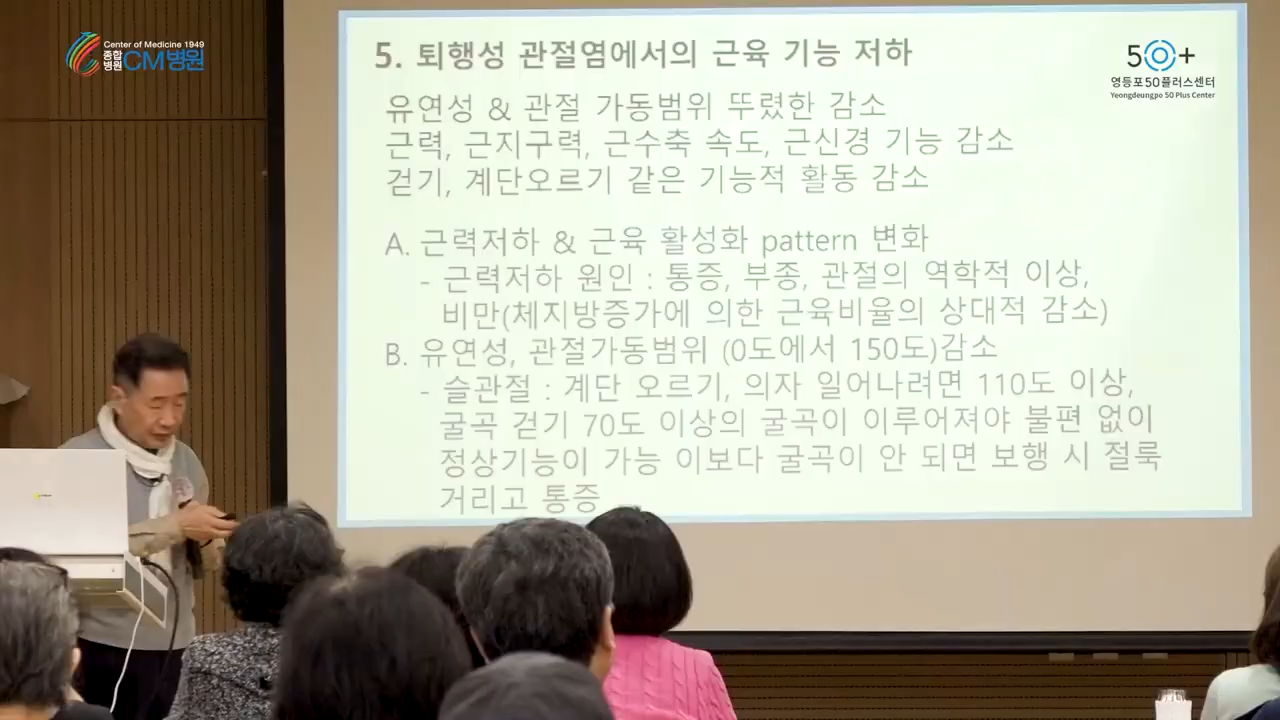 Center of Medicine 1949
종합
병원
CM병원
5. 퇴행성 관절염에서의 근육 기능 저하
50+
영등포50플러스센터
Yeongdeungpo 50 Plus Center
유연성 & 관절 가동범위 뚜렸한 감소
근력, 근지구력, 근수축 속도, 근신경 기능 감소
걷기, 계단오르기 같은 기능적 활동 감소
A. 근력저하 & 근육 활성화 pattern 변화
- 근력저하 원인 : 통증, 부종, 관절의 역학적 이상,
비만(체지방증가에 의한 근육비율의 상대적 감소)
B. 유연성, 관절가동범위 (0도에서 150도)감소
- 슬관절 : 계단 오르기, 의자 일어나려면 110도 이상,
굴곡 걷기 70도 이상의 굴곡이 이루어져야 불편 없이
정상기능이 가능 이보다 굴곡이 안 되면 보행 시 절룩
거리고 통증